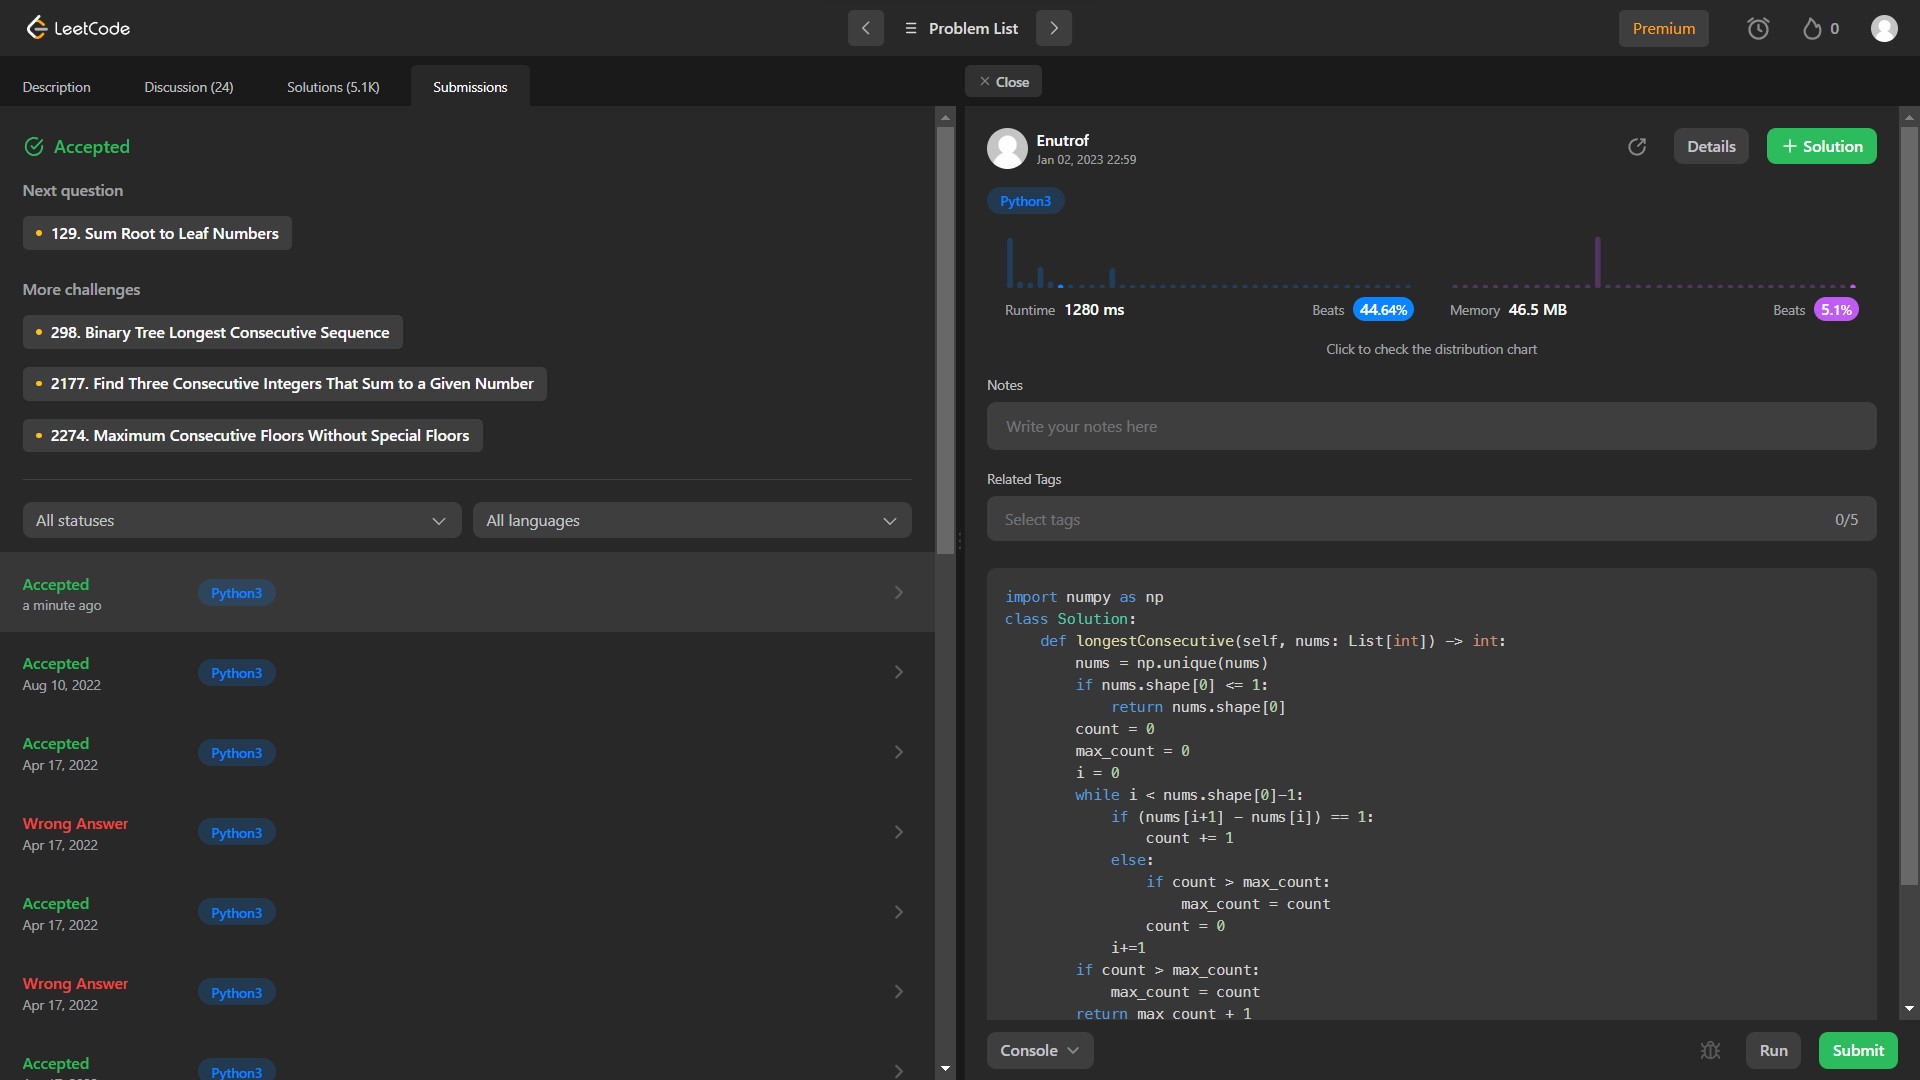 LeetCode
Problem List
Premium
0
Description
Discussion (24)
Solutions (5.1K)
Submissions
Close
Accepted
Next question
129. Sum Root to Leaf Numbers
More challenges
298. Binary Tree Longest Consecutive Sequence
2177. Find Three Consecutive Integers That Sum to a Given Number
2274. Maximum Consecutive Floors Without Special Floors
All statuses
All languages
Accepted
a minute ago
Python3
Accepted
Aug 10, 2022
Python3
Accepted
Apr 17, 2022
Python3
Wrong Answer
Apr 17, 2022
Python3
Accepted
Apr 17, 2022
Python3
Wrong Answer
Apr 17, 2022
Python3
Accepted
Python3
Enutrof
Jan 02, 2023 22:59
Details
+ Solution
Python3
Runtime 1280 ms
Beats 44.64%
Memory 46.5 MB
Beats 5.1%
Click to check the distribution chart
Notes
Write your notes here
Related Tags
Select tags
0/5
import numpy as np
class Solution:
    def longestConsecutive(self, nums: List[int]) -> int:
        nums = np.unique(nums)
        if nums.shape[0] <= 1:
            return nums.shape[0]
        count = 0
        max_count = 0
        i = 0
        while i < nums.shape[0]-1:
            if (nums[i+1] - nums[i]) == 1:
                count += 1
            else:
                if count > max_count:
                    max_count = count
                count = 0
            i+=1
        if count > max_count:
            max_count = count
        return max_count + 1
Console
Run
Submit